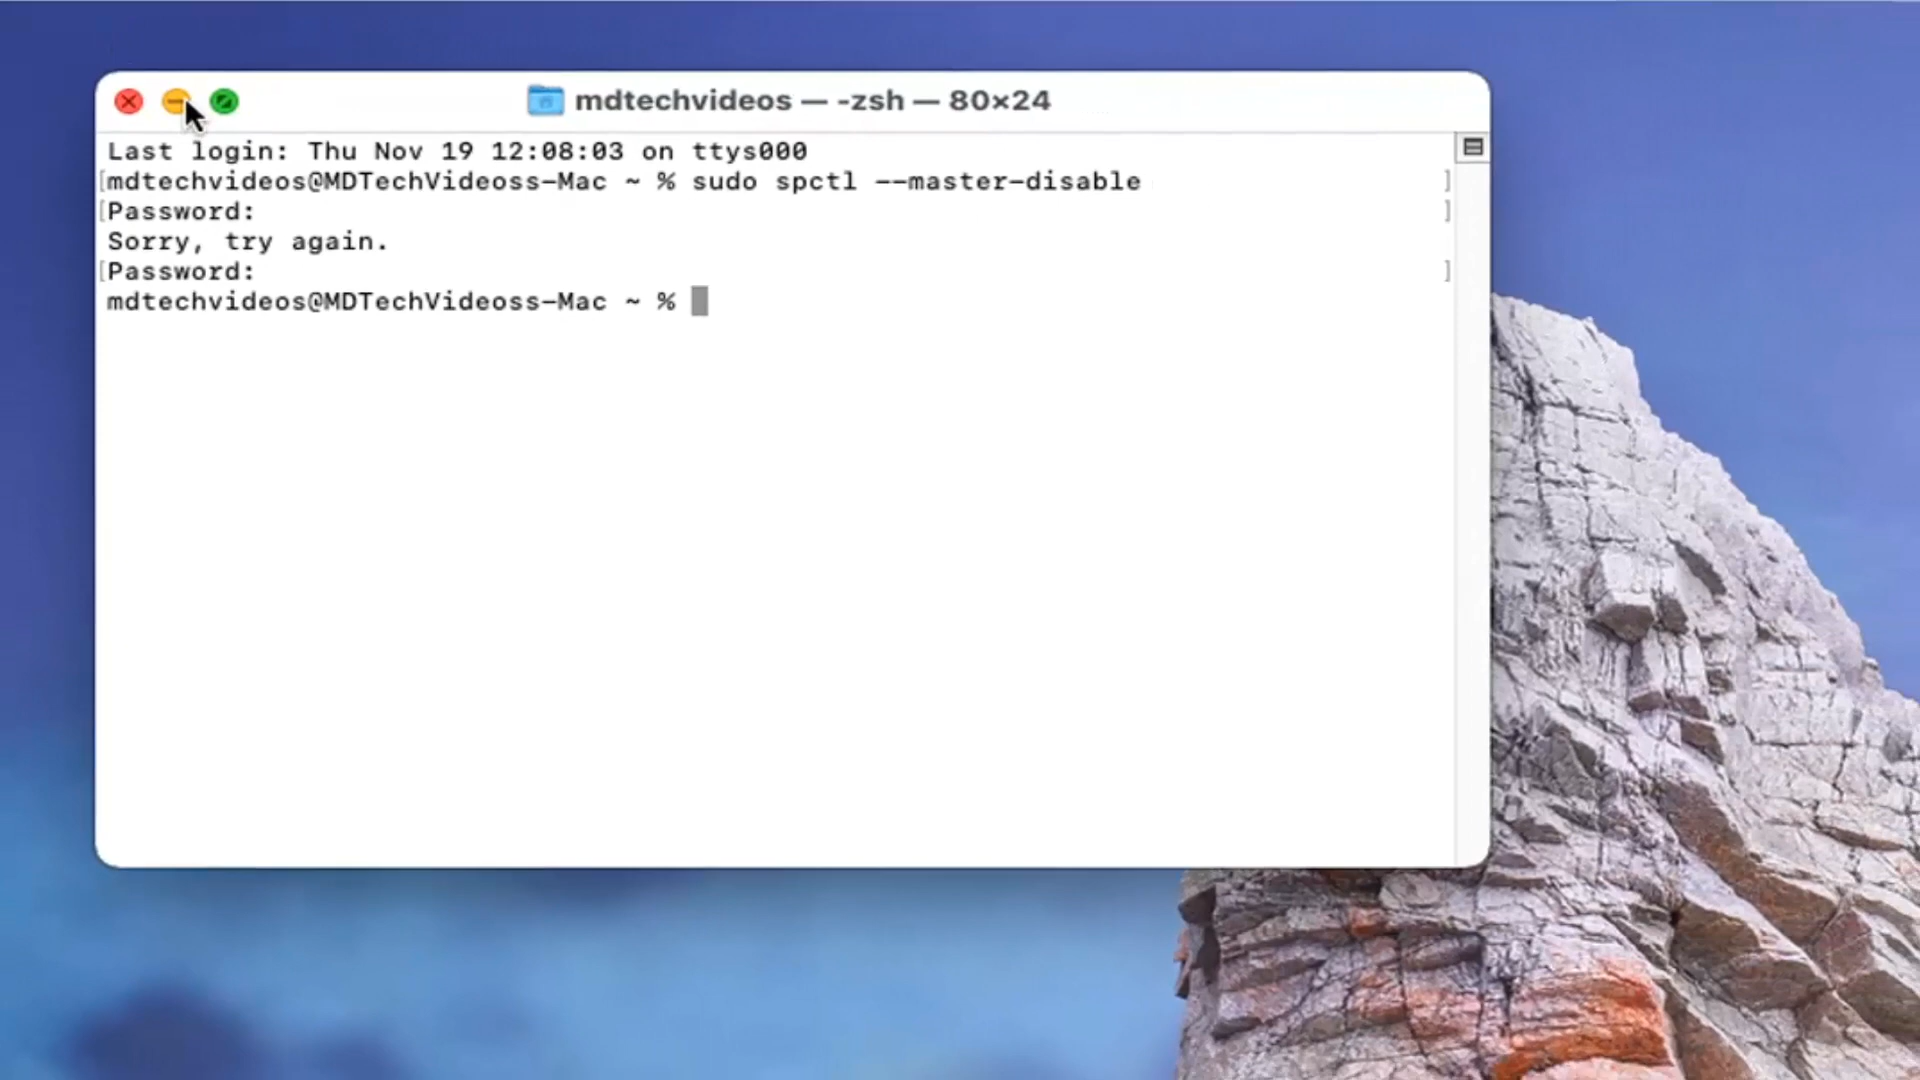 mdtechvideos — -zsh — 80×24
Last login: Thu Nov 19 12:08:03 on ttys000
[mdtechvideos@MDTechVideoss-Mac ~ % sudo spctl --master-disable ]
[Password: ]
Sorry, try again.
[Password: ]
mdtechvideos@MDTechVideoss-Mac ~ %